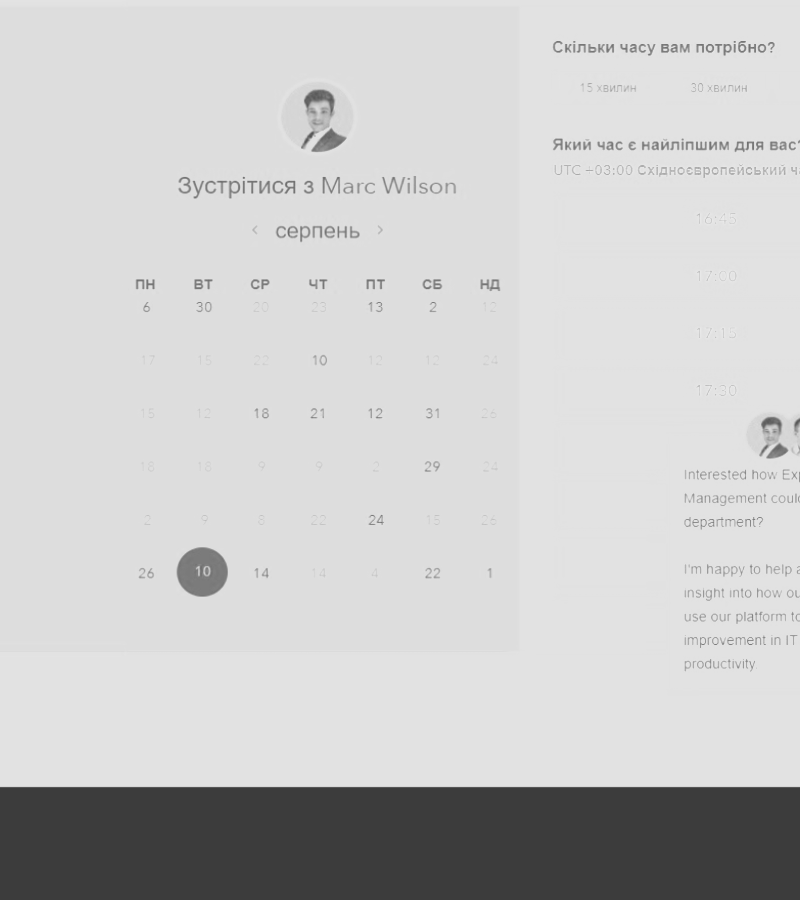 Зустрітися з Marc Wilson
серпень
ПН ВТ СР ЧТ ПТ СБ НД
6 30 20 23 13 2 12
17 15 22 10 12 12 24
15 12 18 21 12 31 26
18 18 9 9 2 29 24
2 9 8 22 24 15 26
26 10 14 14 4 22 1
Скільки часу вам потрібно?
15 хвилин 30 хвилин
Який час є найліпшим для вас?
UTC +03:00 Східноєвропейський
16:45
17:00
17:15
17:30
Interested how
Management
department?
I'm happy to help
insight into how
use our platform
improvement in IT
productivity.